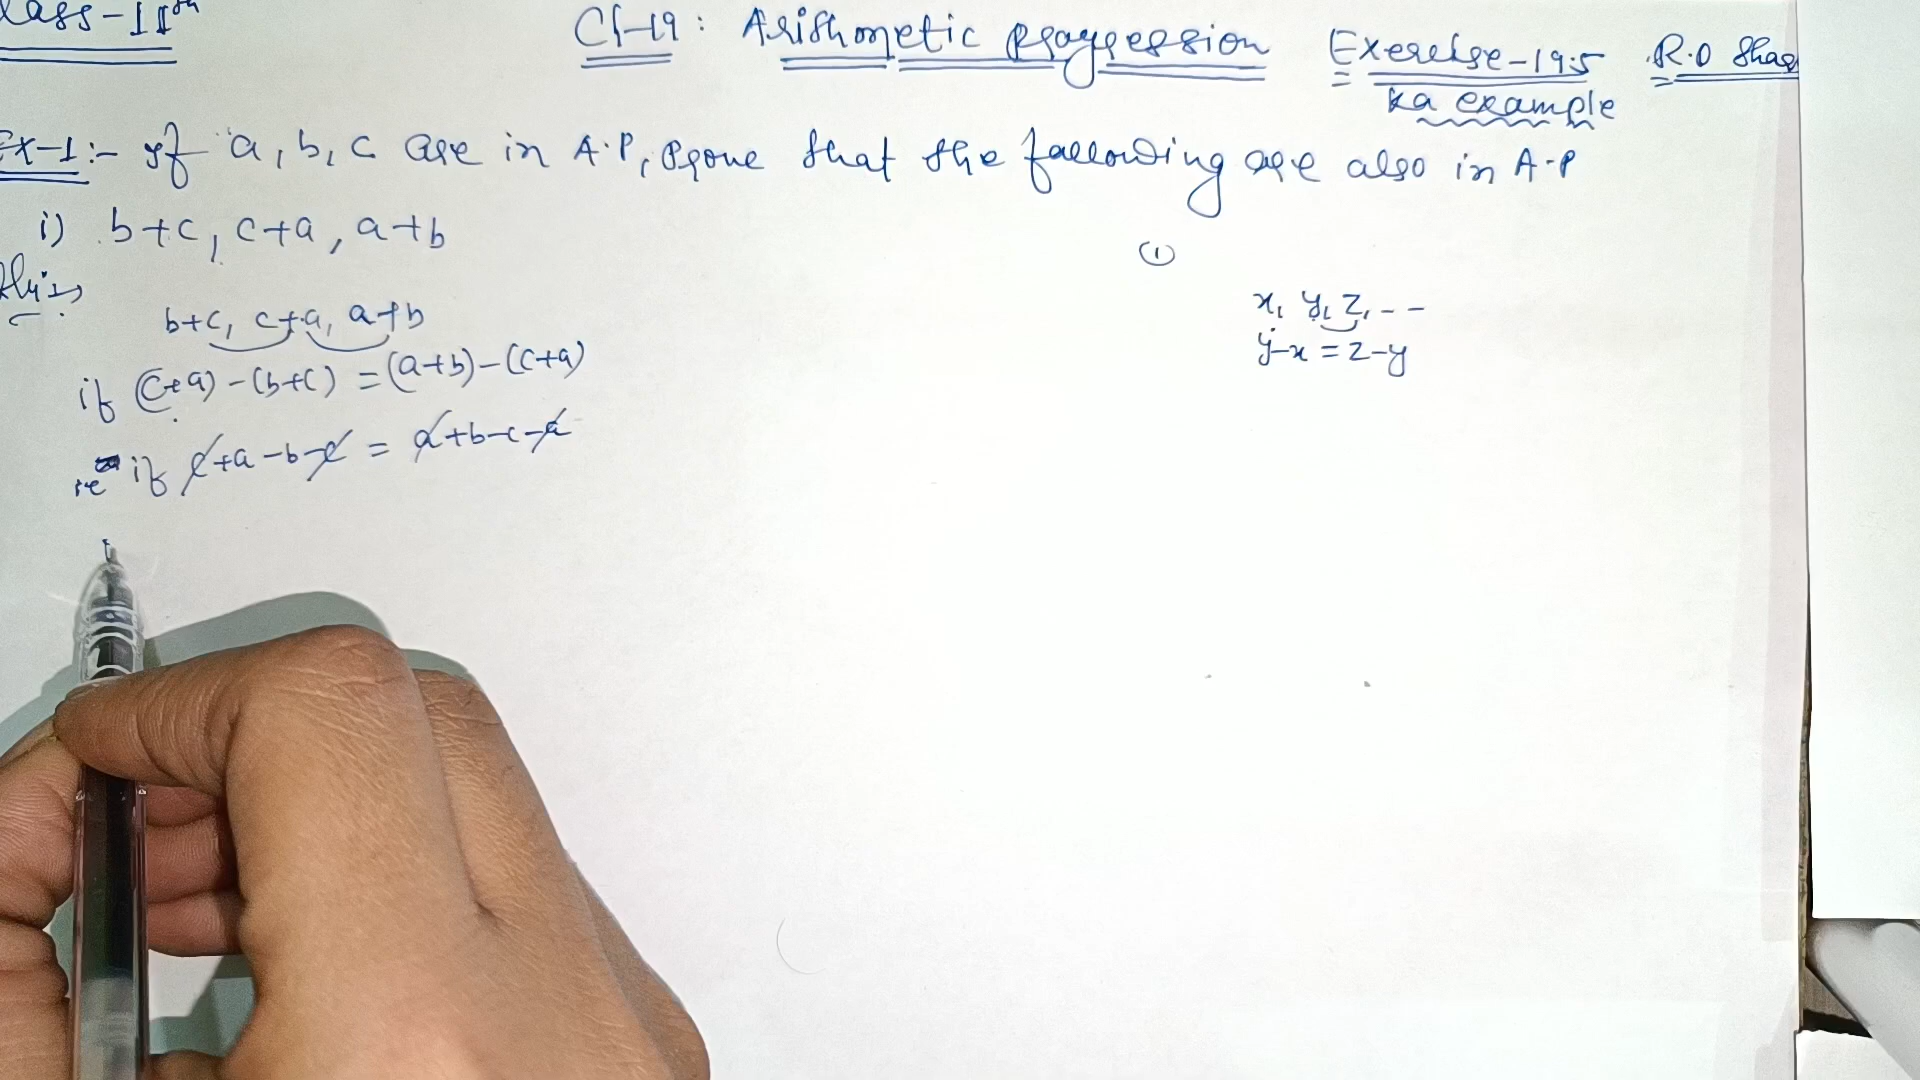 Class-11th
Ch-19: Arithmetic progression Exercise-19.5 R.D Shar
ka example
Ex-1:- If a, b, c are in A.P, prove that the following are also in A.P
i) b+c, c+a, a+b
①
b+c, c+a, a+b
x, y, z, - -
y-x = z-y
if (c+a) - (b+c) = (a+b) - (c+a)
i.e if c+a-b-c = a+b-c-a